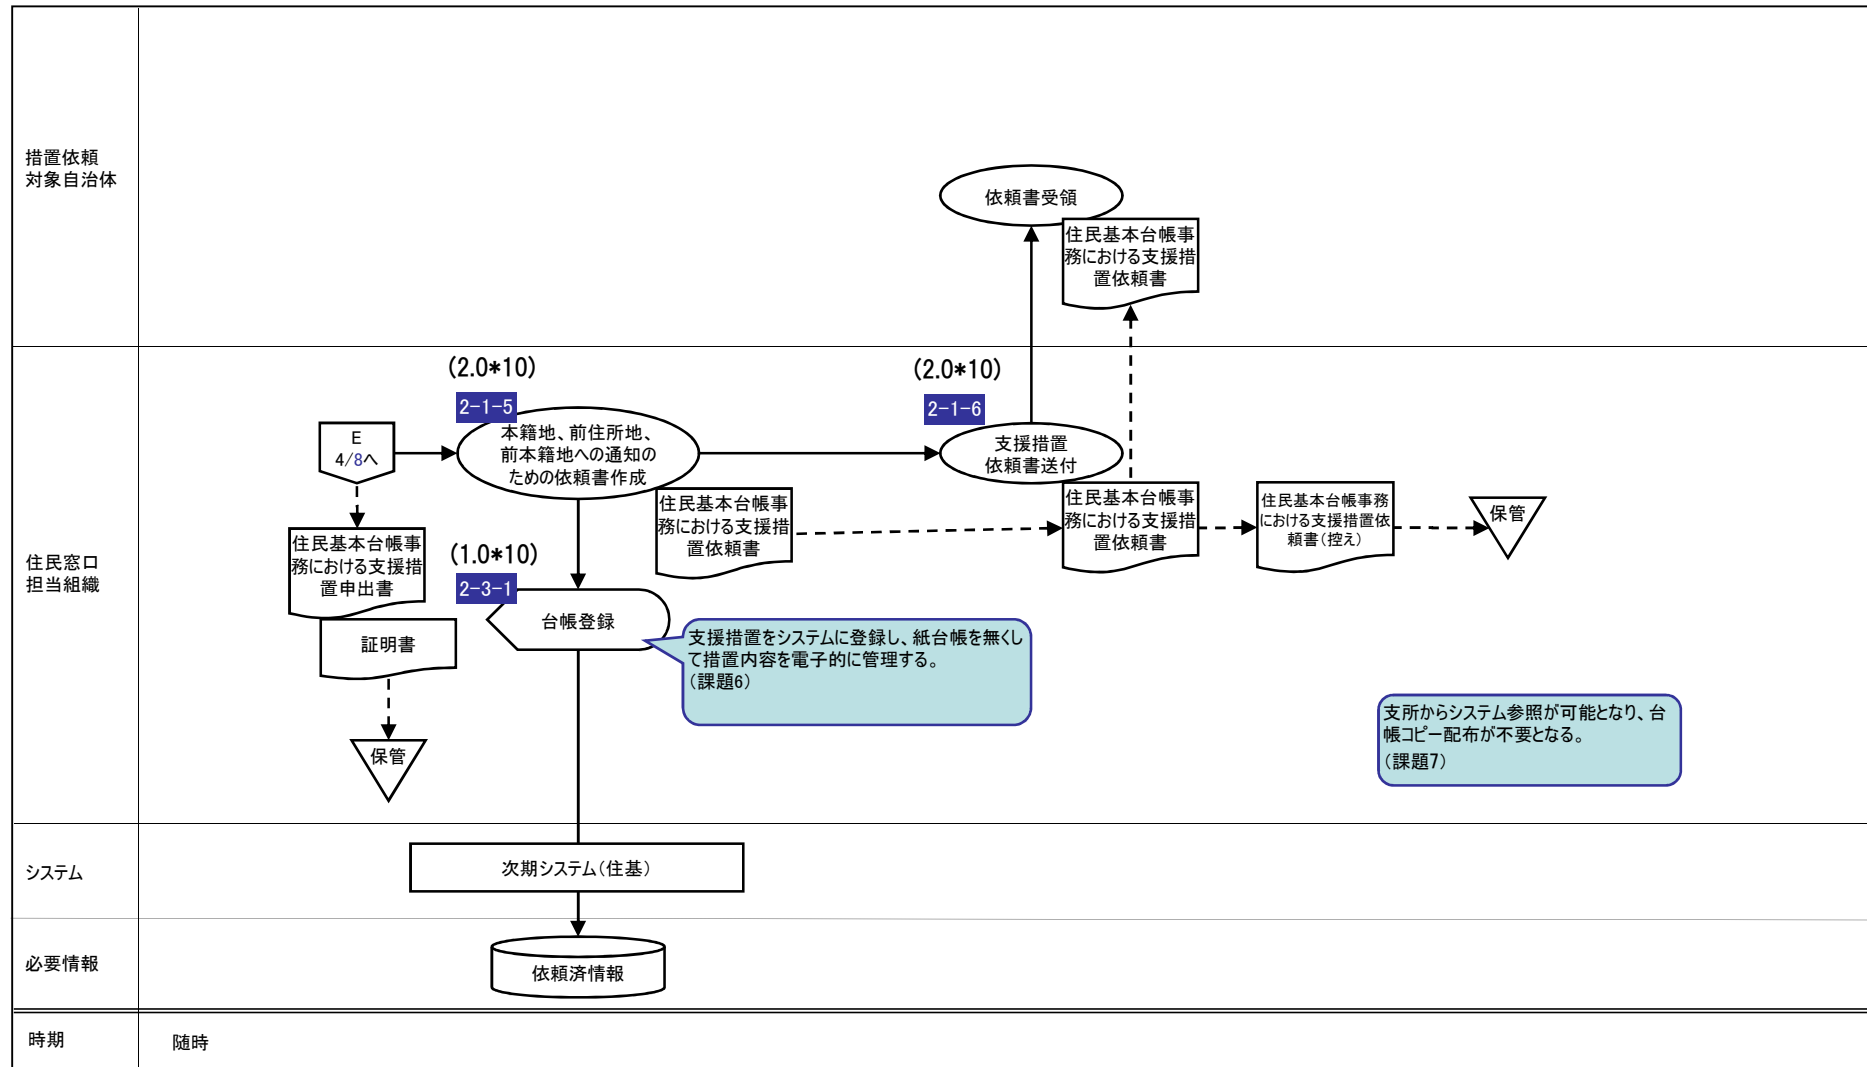 措置依頼
対象自治体
依頼書受領
住民基本台帳事
務における支援措
置依頼書
住民窓口
担当組織
(2.0*10)
2-1-5
E
4/8へ
本籍地、前住所地、
前本籍地への通知の
ための依頼書作成
(2.0*10)
2-1-6
支援措置
依頼書送付
住民基本台帳事
務における支援措
置依頼書
住民基本台帳事
務における支援措
置依頼書
住民基本台帳事務
における支援措置依
頼書(控え)
保管
住民基本台帳事
務における支援措
置申出書
証明書
保管
(1.0*10)
2-3-1
台帳登録
支援措置をシステムに登録し、紙台帳を無くし
て措置内容を電子的に管理する。
(課題6)
支所からシステム参照が可能となり、台
帳コピー配布が不要となる。
(課題7)
システム
次期システム(住基)
必要情報
依頼済情報
時期
随時